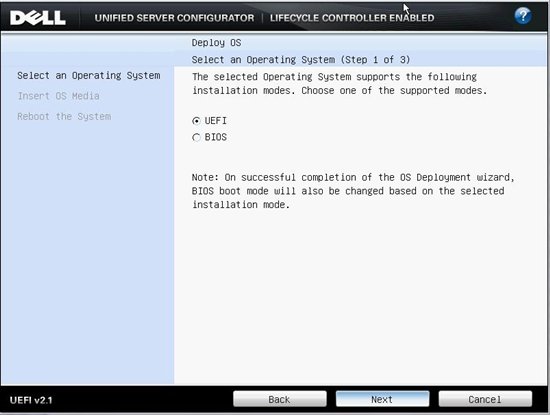 DELL
UNIFIED SERVER CONFIGURATOR | LIFECYCLE CONTROLLER ENABLED
?
Deploy OS
Select an Operating System (Step 1 of 3)
Select an Operating System
Insert OS Media
Reboot the System
The selected Operating System supports the following
installation modes. Choose one of the supported modes.
UEFI
BIOS
Note: On successful completion of the OS Deployment wizard,
BIOS boot mode will also be changed based on the selected
installation mode.
UEFI v2.1
Back
Next
Cancel